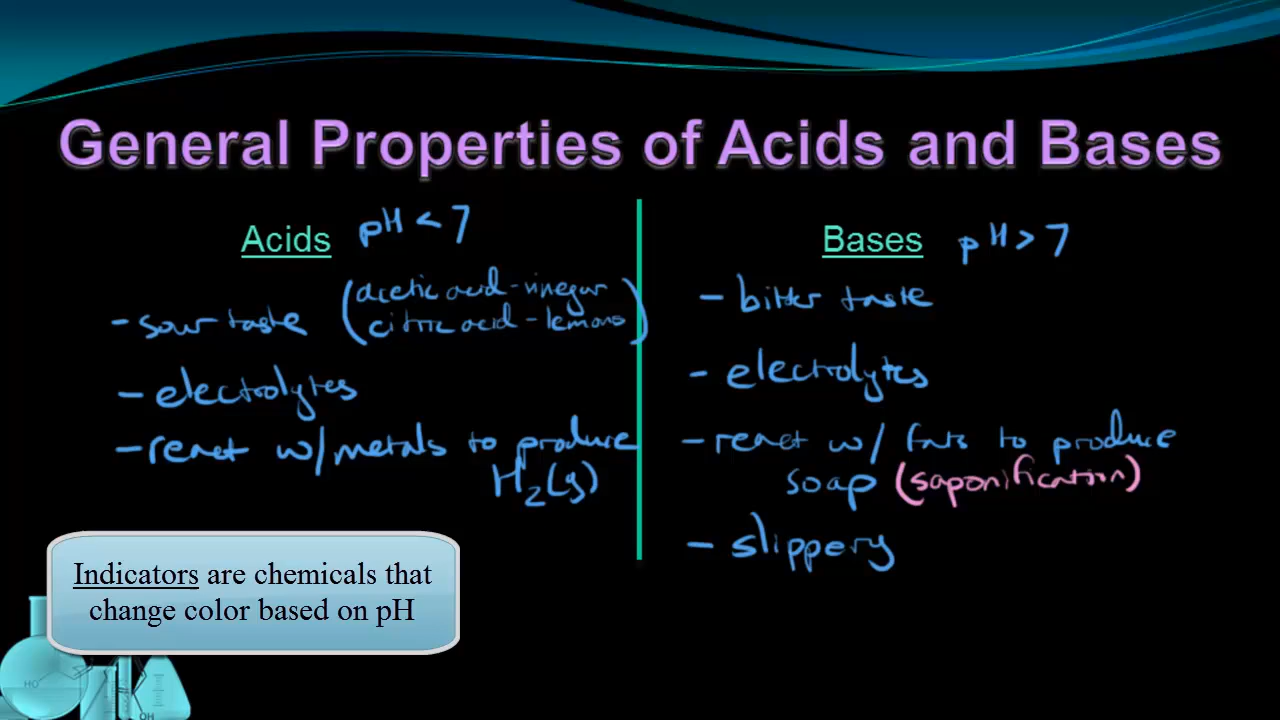 General Properties of Acids and Bases
Acids pH < 7
- sour taste (acetic acid - vinegar
citric acid - lemons)
- electrolytes
- react w/ metals to produce
H₂(g)
Bases pH > 7
- bitter taste
- electrolytes
- react w/ fats to produce
soap (saponification)
- slippery
Indicators are chemicals that
change color based on pH
HO
OH